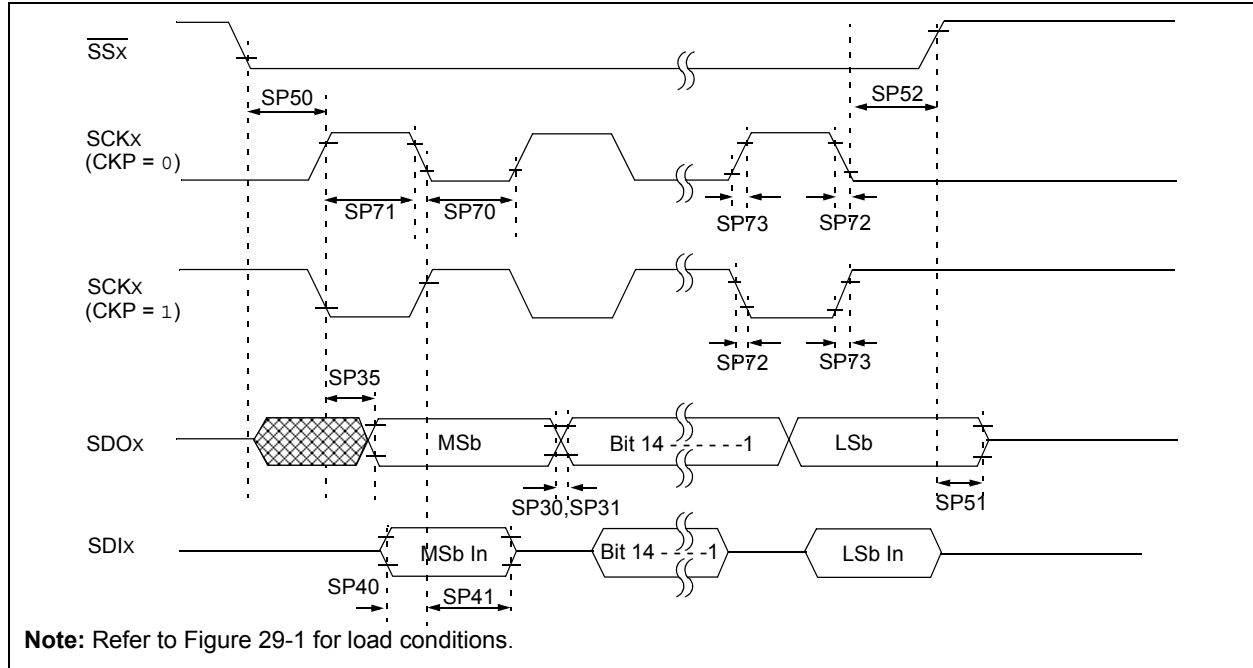 SSX
SP50
SP52
SCKX
(CKP = 0)
SP71
SP70
SP73
SP72
SCKX
(CKP = 1)
SP72
SP73
SP35
SDOX
MSb
Bit 14 - - - - - -1
LSb
SP30,SP31
SP51
SDIX
MSb In
Bit 14 - - - -1
LSb In
SP40
SP41
Note: Refer to Figure 29-1 for load conditions.